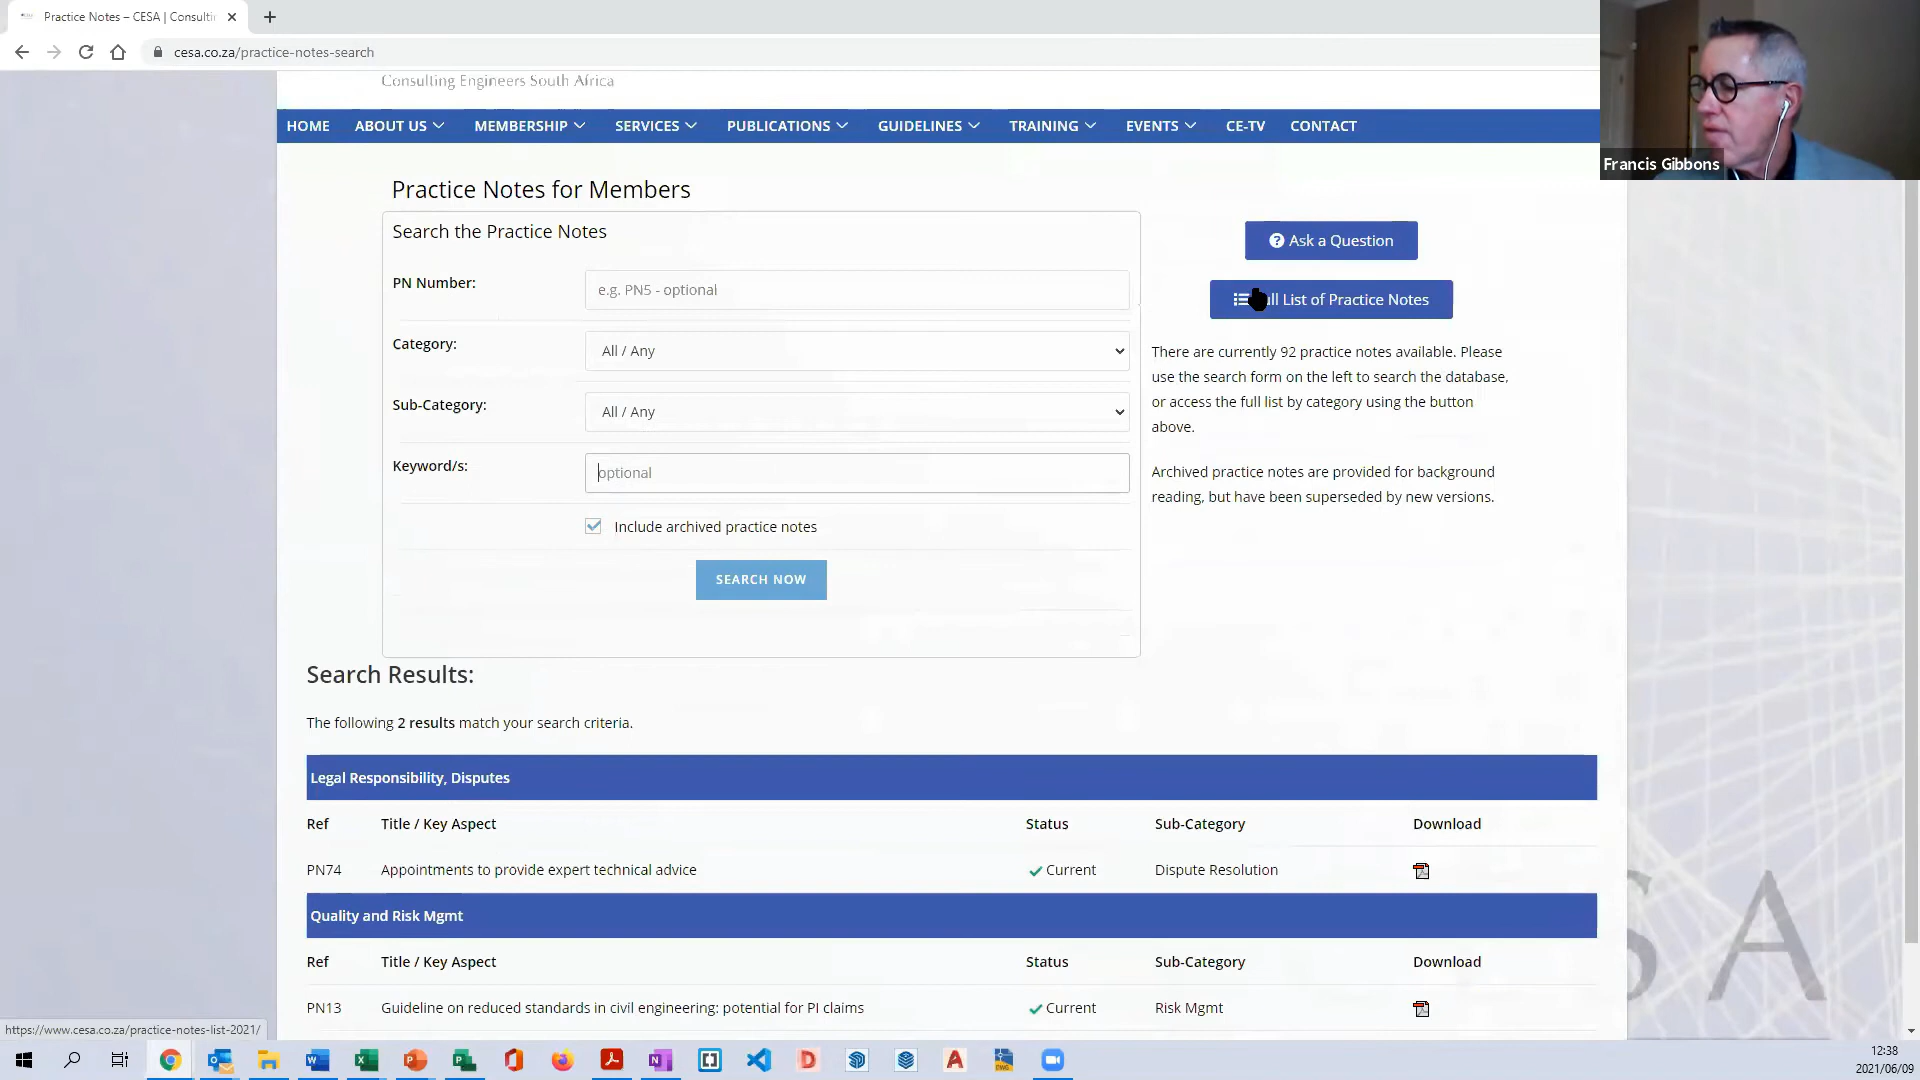 Practice Notes – CESA | Consulti
cesa.co.za/practice-notes-search
Consulting Engineers South Africa
HOME ABOUT US MEMBERSHIP SERVICES PUBLICATIONS GUIDELINES TRAINING EVENTS CE-TV CONTACT
Francis Gibbons
Practice Notes for Members
Search the Practice Notes
PN Number: e.g. PN5 - optional
Category: All / Any
Sub-Category: All / Any
Keyword/s: optional
Include archived practice notes
SEARCH NOW
Ask a Question
List of Practice Notes
There are currently 92 practice notes available. Please
use the search form on the left to search the database,
or access the full list by category using the button
above.
Archived practice notes are provided for background
reading, but have been superseded by new versions.
Search Results:
The following 2 results match your search criteria.
Legal Responsibility, Disputes
Ref Title / Key Aspect Status Sub-Category Download
PN74 Appointments to provide expert technical advice Current Dispute Resolution
Quality and Risk Mgmt
Ref Title / Key Aspect Status Sub-Category Download
PN13 Guideline on reduced standards in civil engineering: potential for PI claims Current Risk Mgmt
S A
https://www.cesa.co.za/practice-notes-list-2021/
12:38
2021/06/09